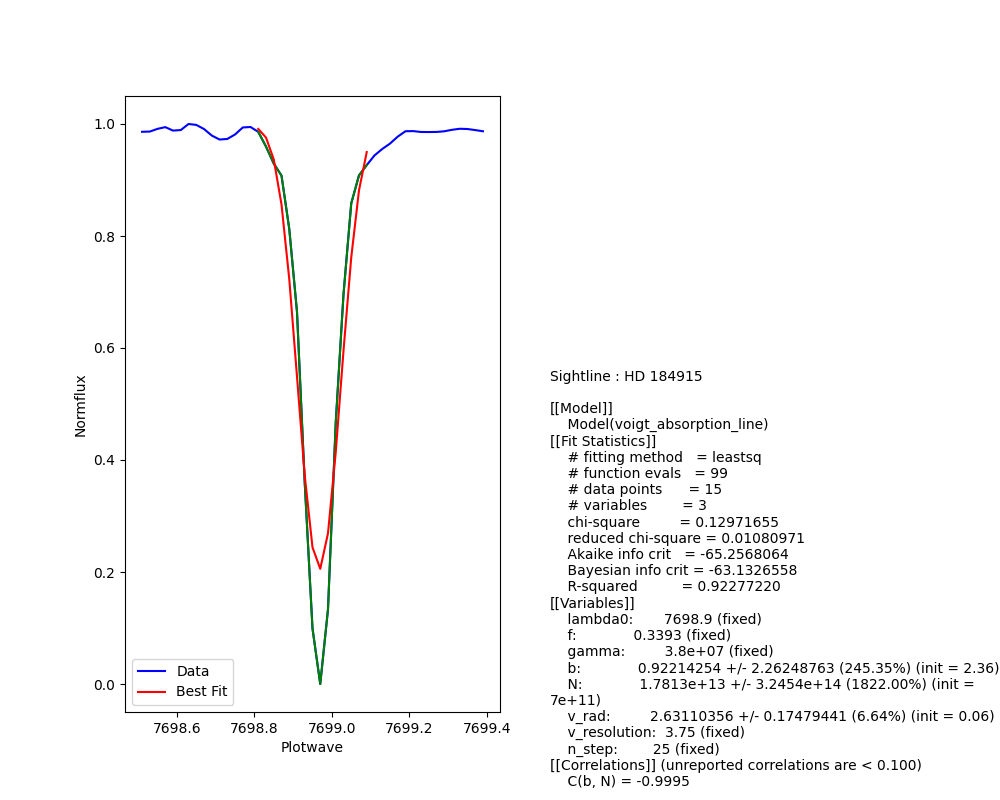 1.0
0.8
0.6
0.4
0.2
0.0
Normflux
Data
Best Fit
7698.6 7698.8 7699.0 7699.2 7699.4
Plotwave
Sightline : HD 184915
[[Model]]
Model(voigt_absorption_line)
[[Fit Statistics]]
# fitting method = leastsq
# function evals = 99
# data points = 15
# variables = 3
chi-square = 0.12971655
reduced chi-square = 0.01080971
Akaike info crit = -65.2568064
Bayesian info crit = -63.1326558
R-squared = 0.92277220
[[Variables]]
lambda0: 7698.9 (fixed)
f: 0.3393 (fixed)
gamma: 3.8e+07 (fixed)
b: 0.92214254 +/- 2.26248763 (245.35%) (init = 2.36)
N: 1.7813e+13 +/- 3.2454e+14 (1822.00%) (init =
7e+11)
v_rad: 2.63110356 +/- 0.17479441 (6.64%) (init = 0.06)
v_resolution: 3.75 (fixed)
n_step: 25 (fixed)
[[Correlations]] (unreported correlations are < 0.100)
C(b, N) = -0.9995